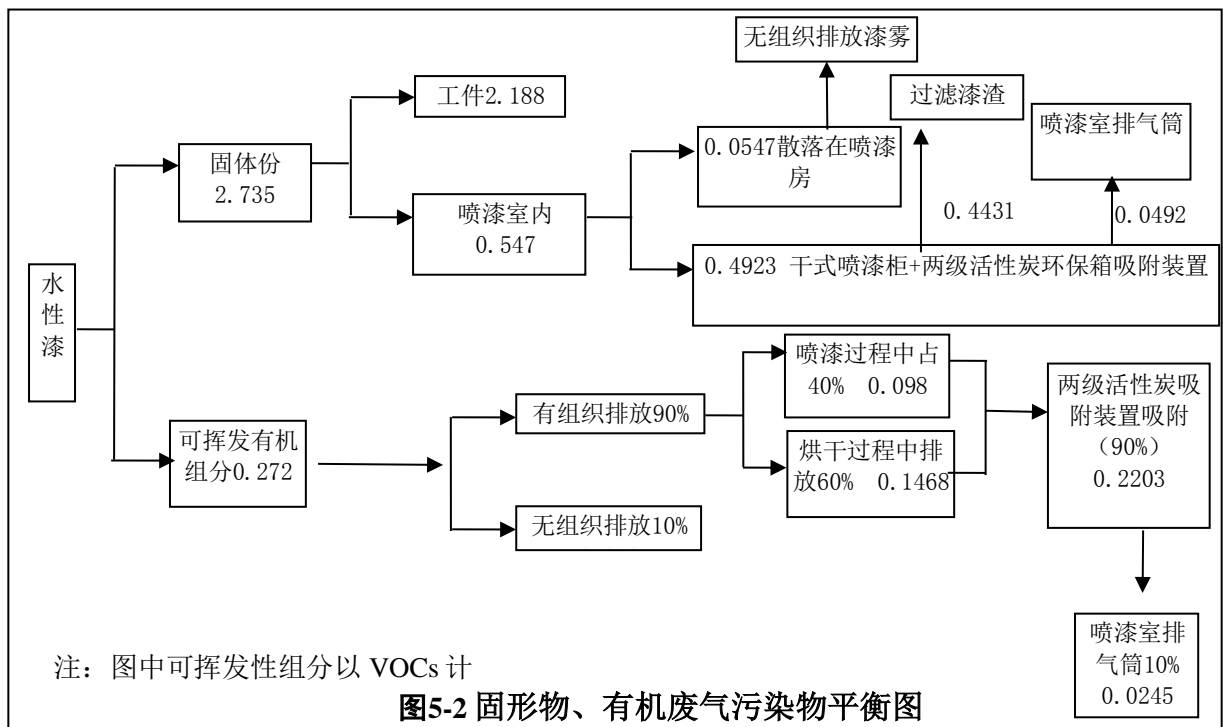 无组织排放漆雾
工件2.188
过滤漆渣
喷漆室排气筒
固体份
2.735
0.0547散落在喷漆
房
喷漆室内
0.547
0.4431
0.0492
0.4923 干式喷漆柜+两级活性炭环保箱吸附装置
水
性
漆
喷漆过程中占
40% 0.098
两级活性炭吸
附装置吸附
（90%）
0.2203
可挥发有机
组分0.272
有组织排放90%
烘干过程中排
放60% 0.1468
无组织排放10%
喷漆室排
气筒10%
0.0245
注：图中可挥发性组分以 VOCs 计
图5-2 固形物、有机废气污染物平衡图